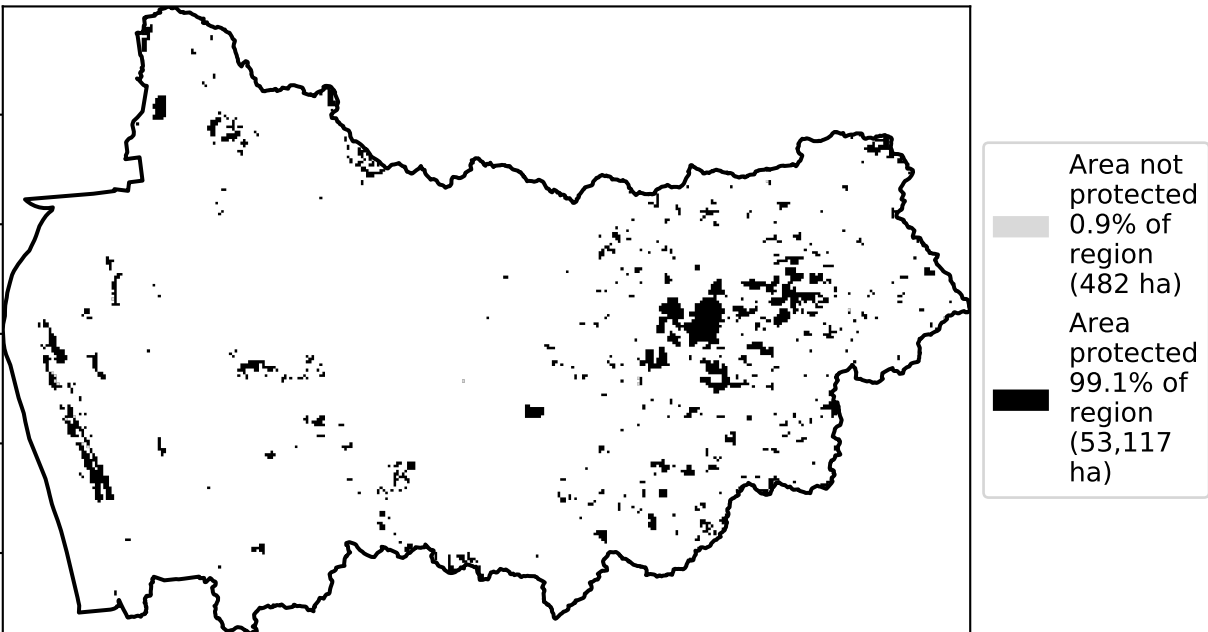 Area not
protected
0.9% of
region
(482 ha)
Area
protected
99.1% of
region
(53,117
ha)